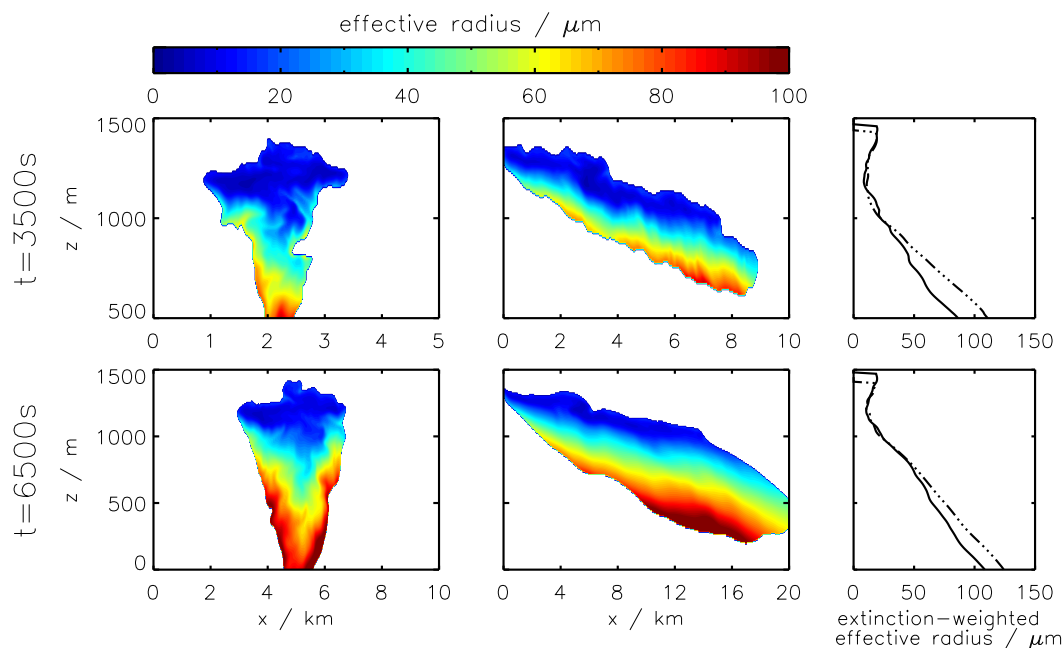 effective radius / μm
0 20 40 60 80 100
t=3500s
z / m
1500
1000
500
0 1 2 3 4 5
0 2 4 6 8 10
0 50 100 150
t=6500s
z / m
1500
1000
500
0
0 2 4 6 8 10
x / km
0 4 8 12 16 20
x / km
0 50 100 150
extinction-weighted
effective radius / μm